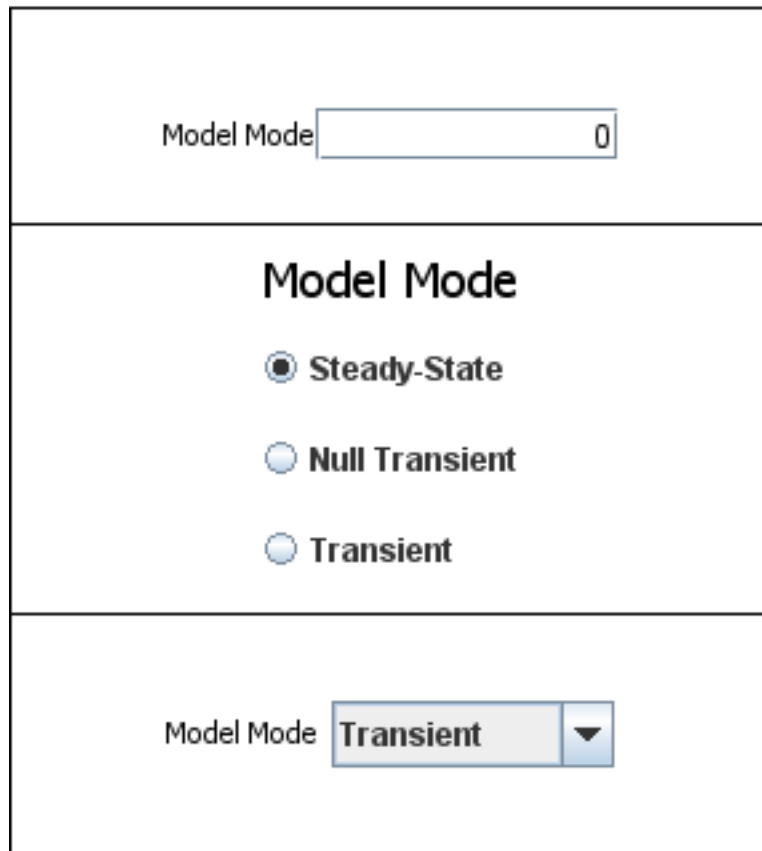 Model Mode 0
Model Mode
Steady-State
Null Transient
Transient
Model Mode Transient